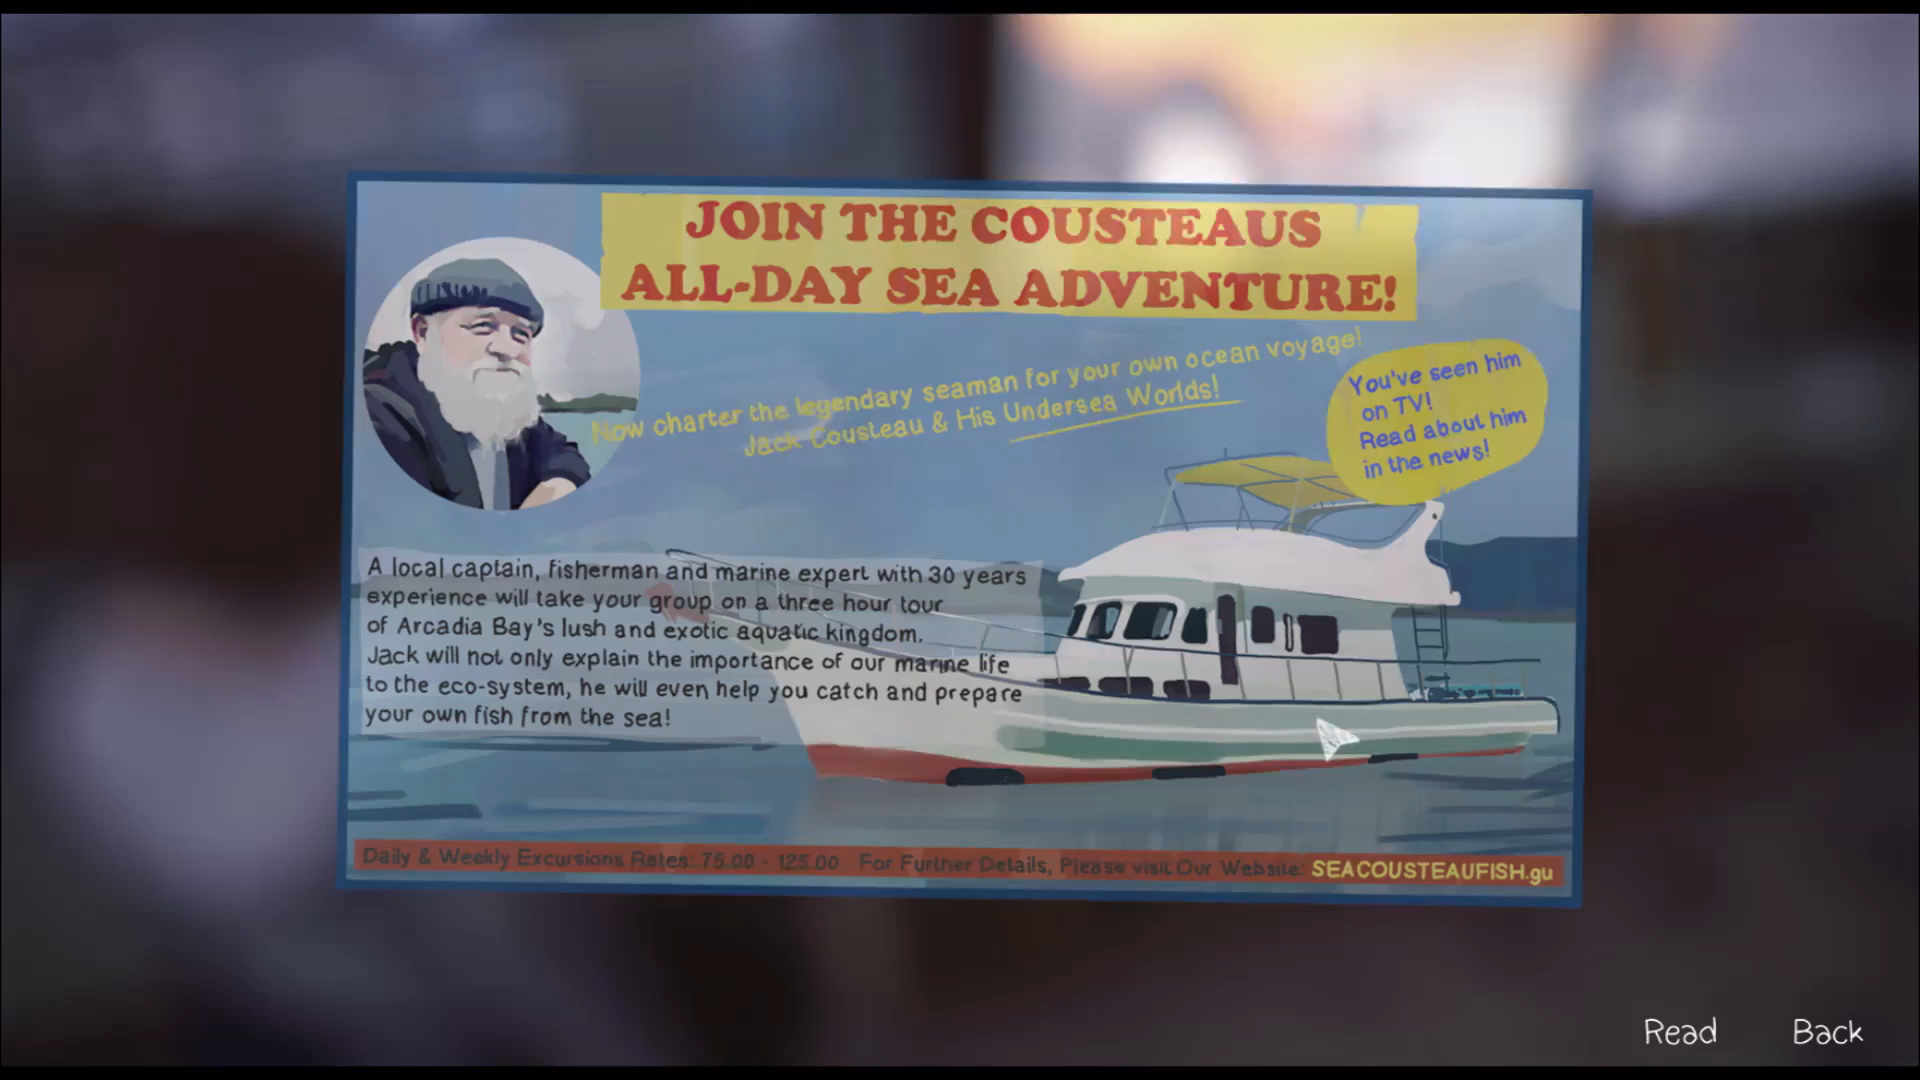 JOIN THE COUSTEAUS
ALL-DAY SEA ADVENTURE!
Now charter the legendary seaman for your own ocean voyage!
Jack Cousteau & His Undersea Worlds!
You've seen him
on TV!
Read about him
in the news!
A local captain, fisherman and marine expert with 30 years
experience will take your group on a three hour tour
of Arcadia Bay's lush and exotic aquatic kingdom.
Jack will not only explain the importance of our marine life
to the eco-system, he will even help you catch and prepare
your own fish from the sea!
Daily & Weekly Excursions Rates: 75.00 - 125.00 For Further Details, Please visit Our Website: SEACOUSTEAUFISH.gu
Read Back